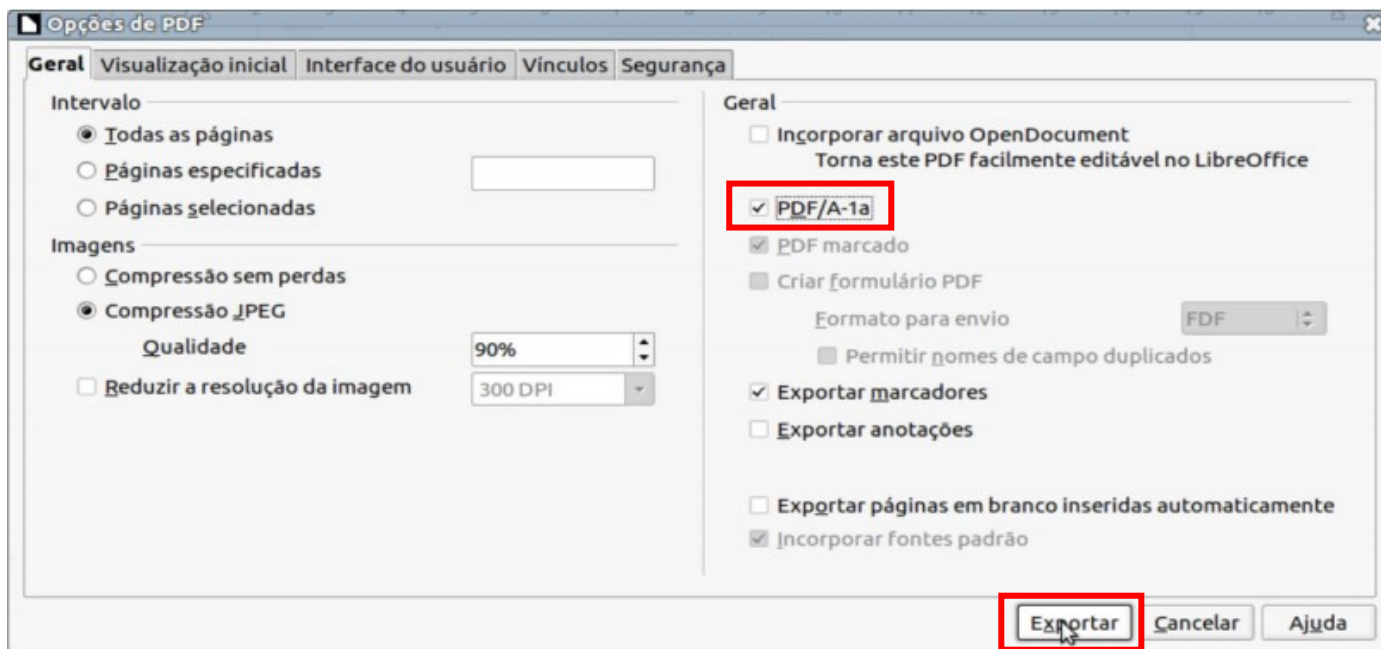 Opções de PDF
Geral Visualização inicial Interface do usuário Vínculos Segurança
Intervalo
Todas as páginas
Páginas especificadas
Páginas selecionadas
Imagens
Compressão sem perdas
Compressão JPEG
Qualidade 90%
Reduzir a resolução da imagem 300 DPI
Geral
Incorporar arquivo OpenDocument
Torna este PDF facilmente editável no LibreOffice
PDF/A-1a
PDF marcado
Criar formulário PDF
Formato para envio FDF
Permitir nomes de campo duplicados
Exportar marcadores
Exportar anotações
Exportar páginas em branco inseridas automaticamente
Incorporar fontes padrão
Exportar Cancelar Ajuda